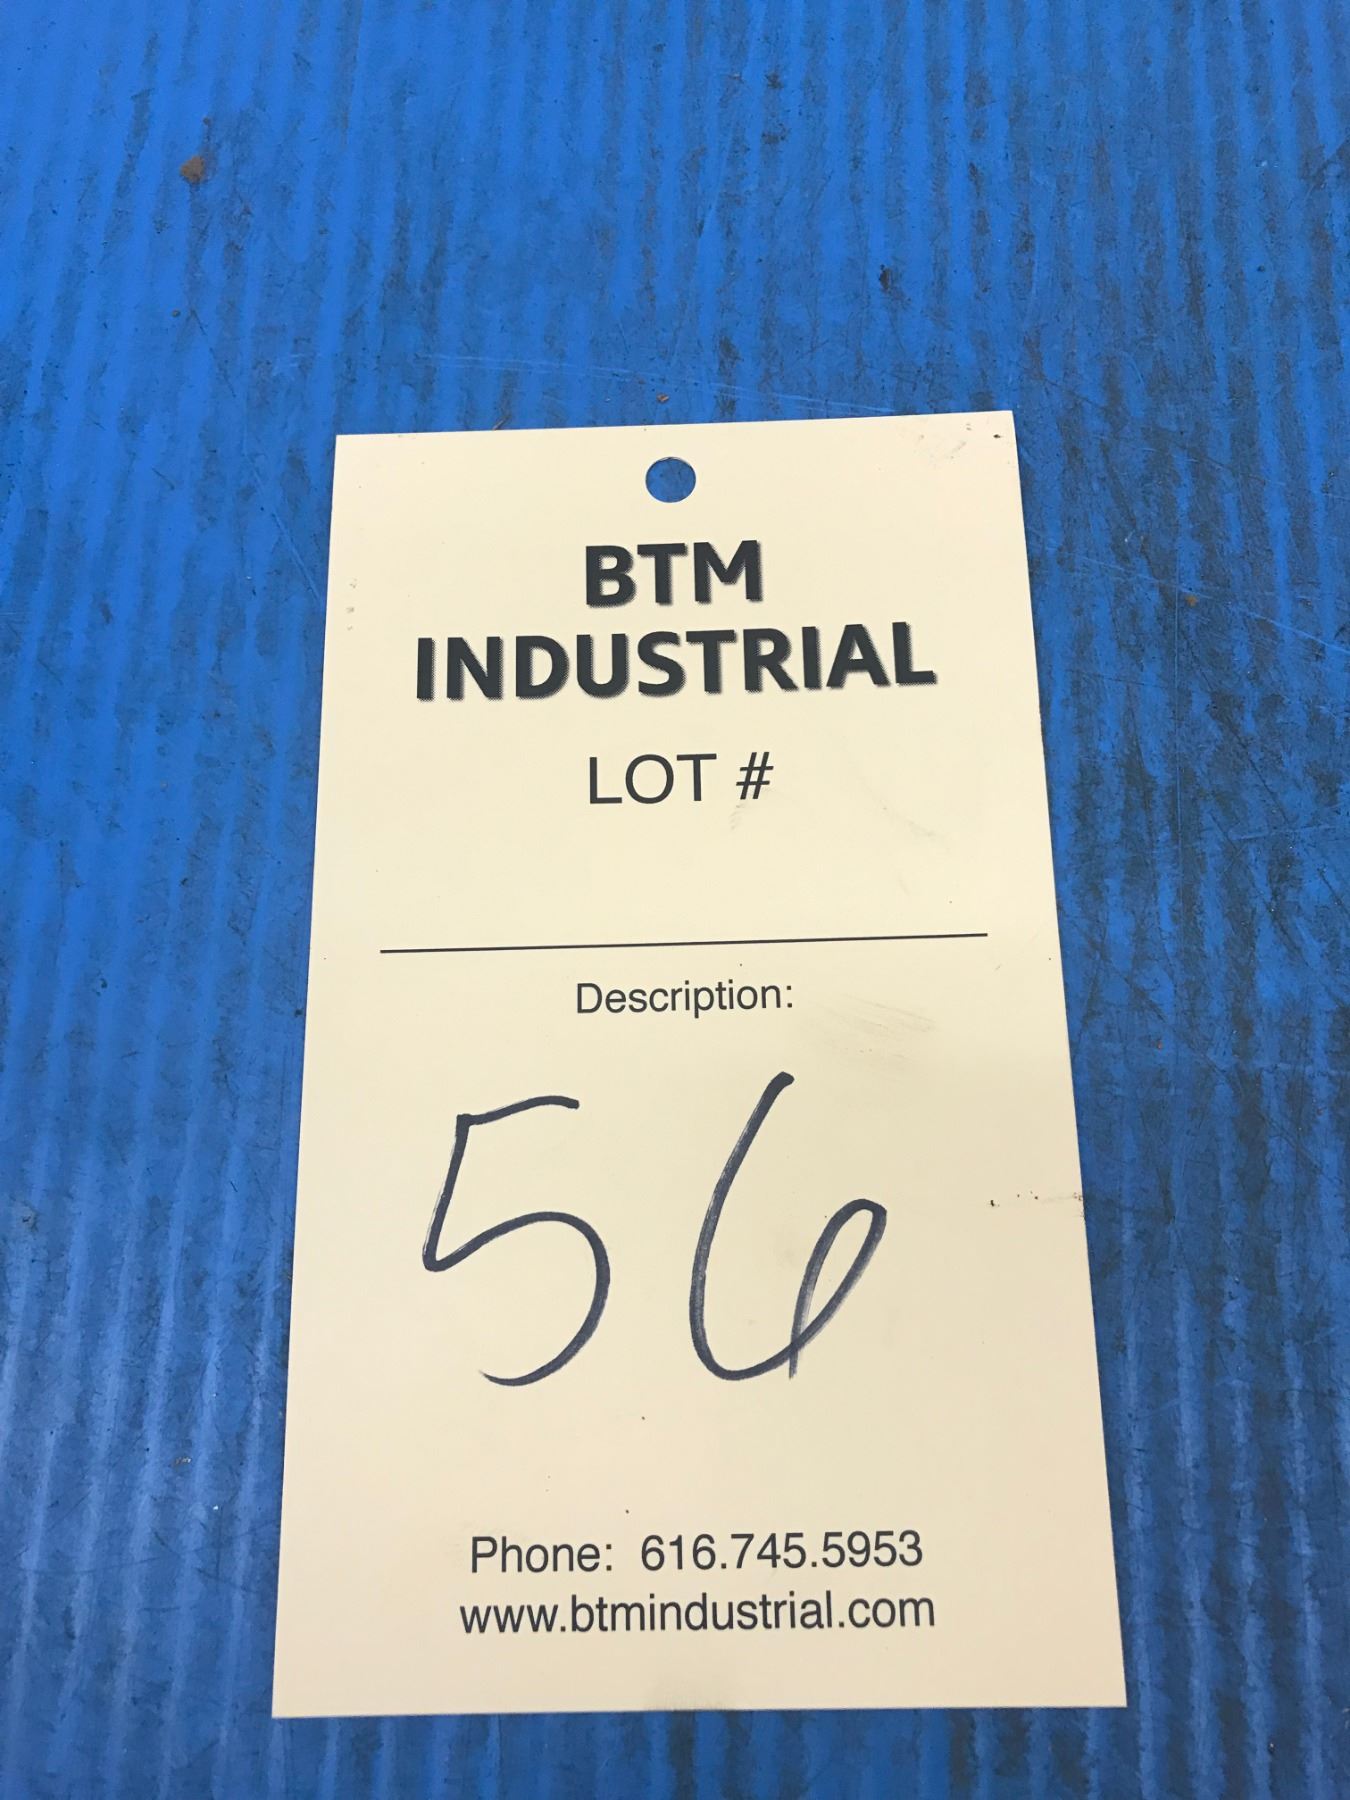 BTM
INDUSTRIAL
LOT #
Description:
56
Phone: 616.745.5953
www.btmindustrial.com